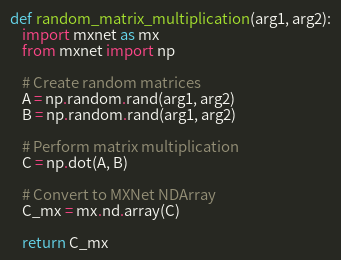 def random_matrix_multiplication(arg1, arg2):
import mxnet as mx
from mxnet import np
# Create random matrices
A = np.random.rand(arg1, arg2)
B = np.random.rand(arg1, arg2)
# Perform matrix multiplication
C = np.dot(A, B)
# Convert to MXNet NDArray
C_mx = mx.nd.array(C)
return C_mx